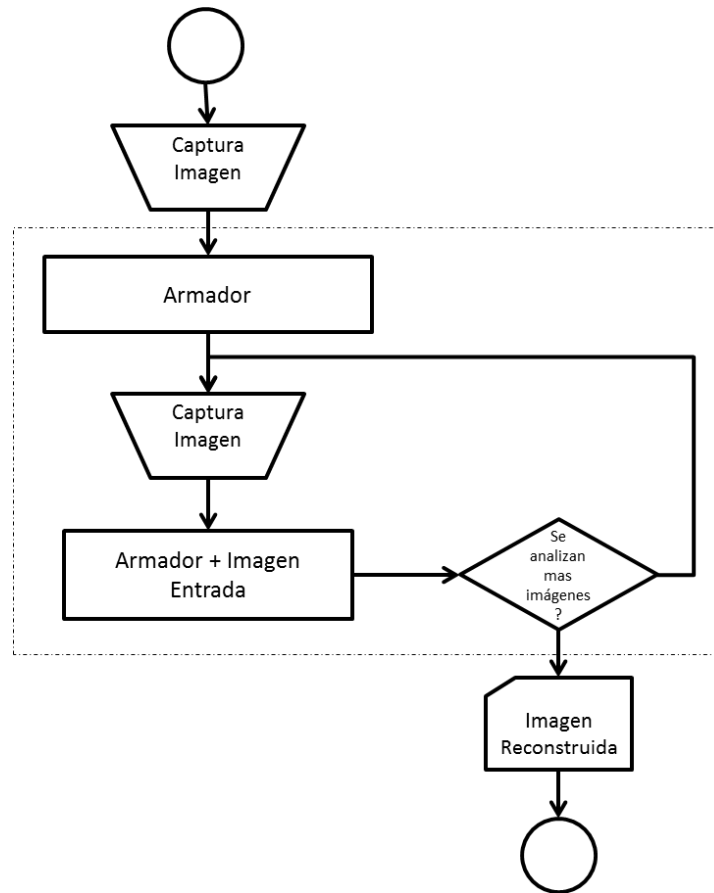 Captura
Imagen
Armador
Captura
Imagen
Armador + Imagen
Entrada
Se
analizan
mas
imágenes
?
Imagen
Reconstruida